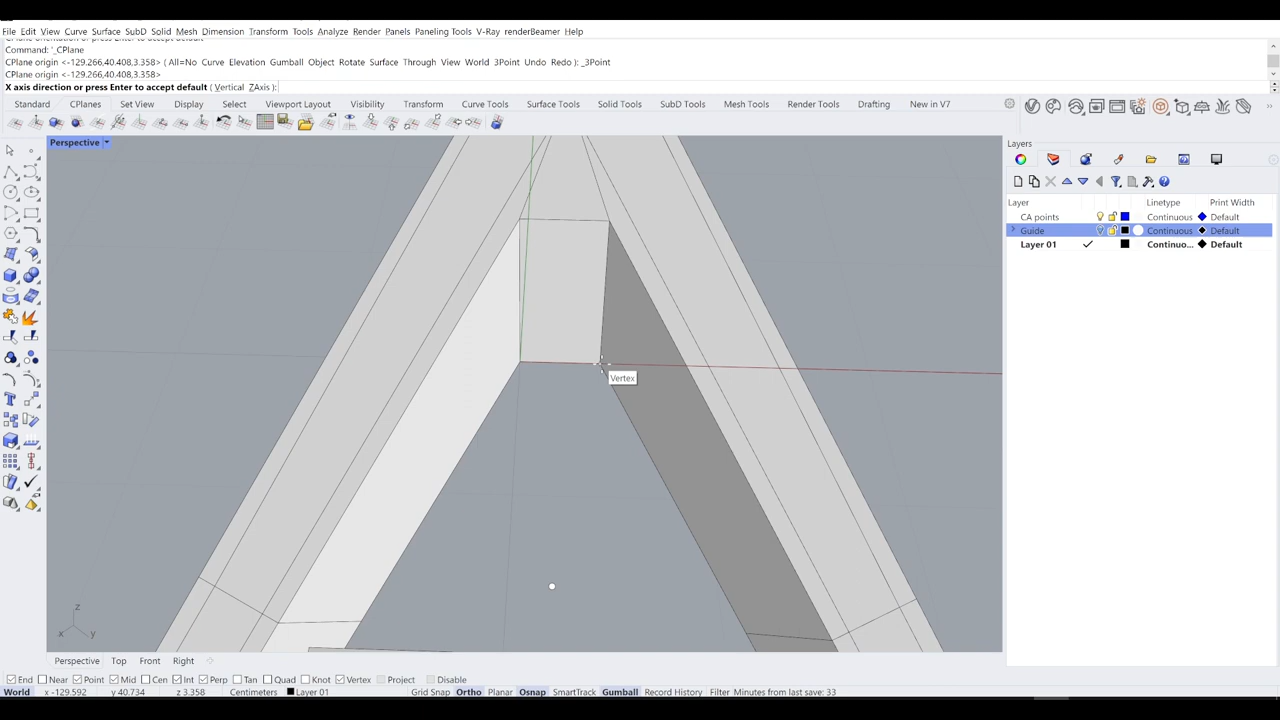 File Edit View Curve Surface SubD Solid Mesh Dimension Transform Tools Analyze Render Panels Paneling Tools V-Ray renderBeamer Help
Command: '_CPlane
CPlane origin <-129.266,40.408,3.358> ( All=No Curve Elevation Gumball Object Rotate Surface Through View World 3Point Undo Redo ): _3Point
CPlane origin <-129.266,40.408,3.358>
X axis direction or press Enter to accept default ( Vertical ZAxis ):
Standard CPlanes Set View Display Select Viewport Layout Visibility Transform Curve Tools Surface Tools Solid Tools SubD Tools Mesh Tools Render Tools Drafting New in V7
Perspective
Layers
Layer Linetype Print Width
CA points Continuous Default
Guide Continuous Default
Layer 01 Continuo... Default
Vertex
z
x y
Perspective Top Front Right
End Near Point Mid Cen Int Perp Tan Quad Knot Vertex Project Disable
World x -129.592 y 40.734 z 3.358 Centimeters Layer 01 Grid Snap Ortho Planar Osnap SmartTrack Gumball Record History Filter Minutes from last save: 33